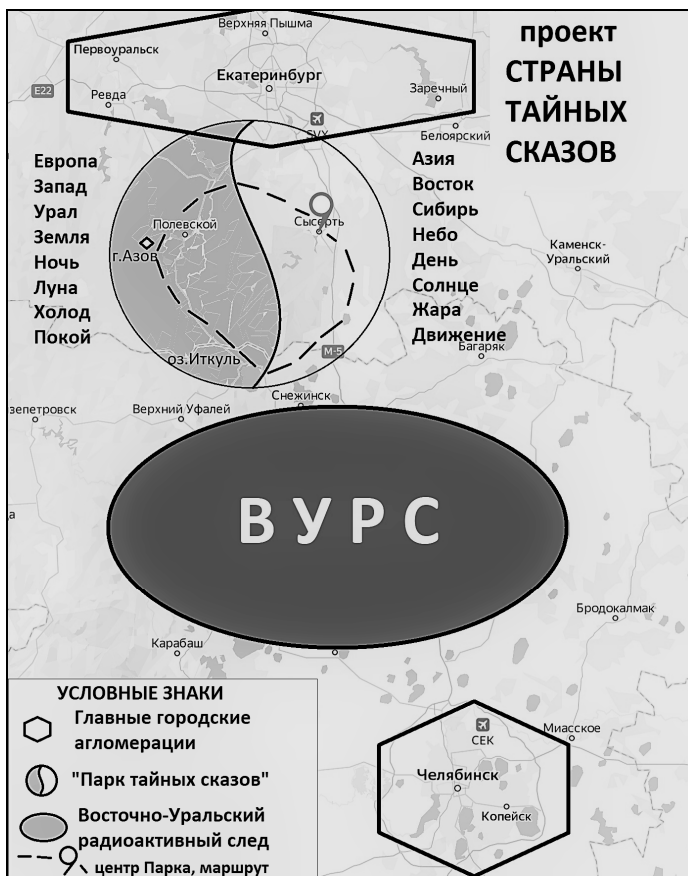 проект
СТРАНЫ
ТАЙНЫХ
СКАЗОВ
Верхняя Пышма
Первоуральск
Екатеринбург
E22
Ревда
Заречный
SVX
Белоярский
Европа
Запад
Урал
Земля
Ночь
Луна
Холод
Покой
Азия
Восток
Сибирь
Небо
День
Солнце
Жара
Движение
Полевской
Сысерть
г.Азов
Каменск-
Уральский
оз.Иткуль
М-5
Багаряк
Снежинск
зепетровск
Верхний Уфалей
ВУРС
а
Бродокалмак
Карабаш
УСЛОВНЫЕ ЗНАКИ
Главные городские
агломерации
"Парк тайных сказов"
Восточно-Уральский
радиоактивный след
центр Парка, маршрут
CEK
Миасское
Челябинск
Копейск